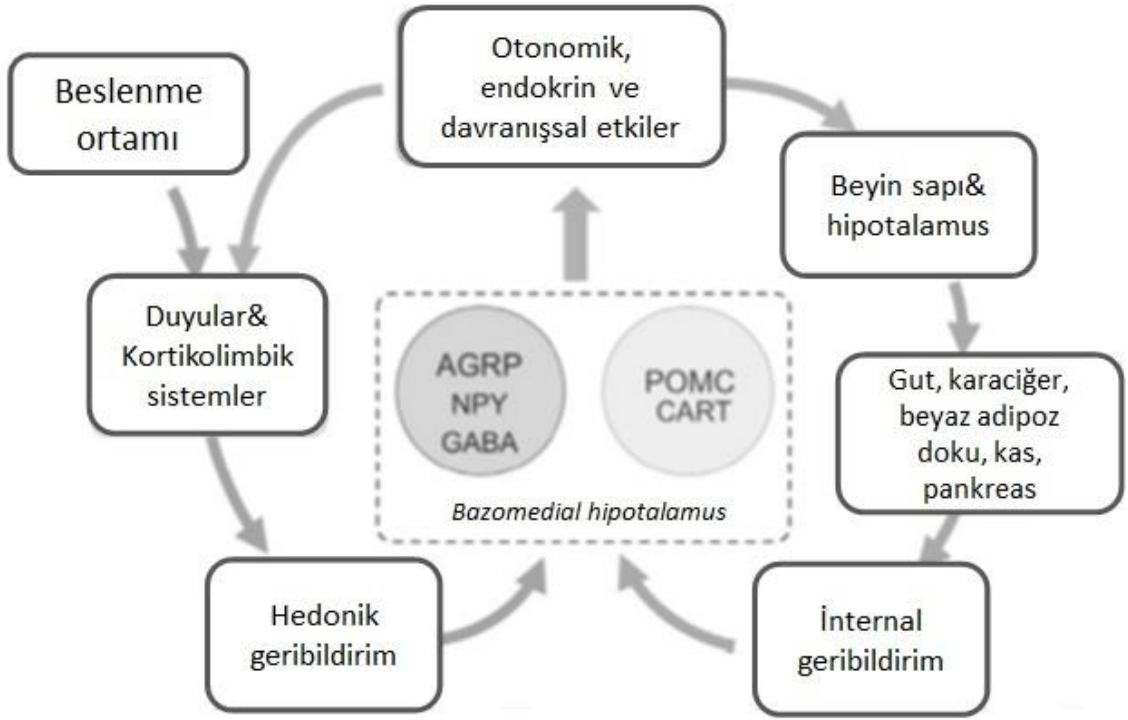 Beslenme
ortamı
Otonomik,
endokrin ve
davranışsal etkiler
Beyin sapı&
hipotalamus
Duyular&
Kortikolimbik
sistemler
AGRP
NPY
GABA
POMC
CART
Bazomedial hipotalamus
Gut, karaciğer,
beyaz adipoz
doku, kas,
pankreas
Hedonik
geribildirim
İnternal
geribildirim